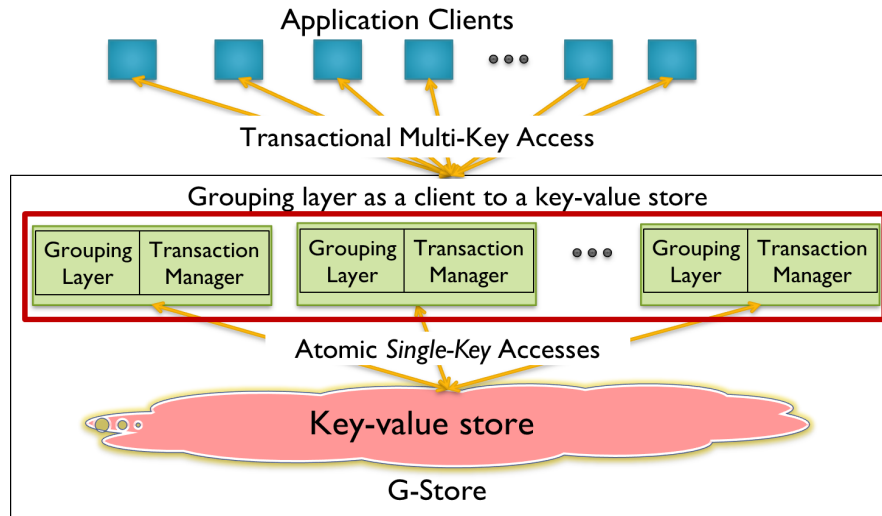 Application Clients
Transactional Multi-Key Access
Grouping layer as a client to a key-value store
Grouping Layer
Transaction Manager
Grouping Layer
Transaction Manager
Grouping Layer
Transaction Manager
Atomic Single-Key Accesses
Key-value store
G-Store